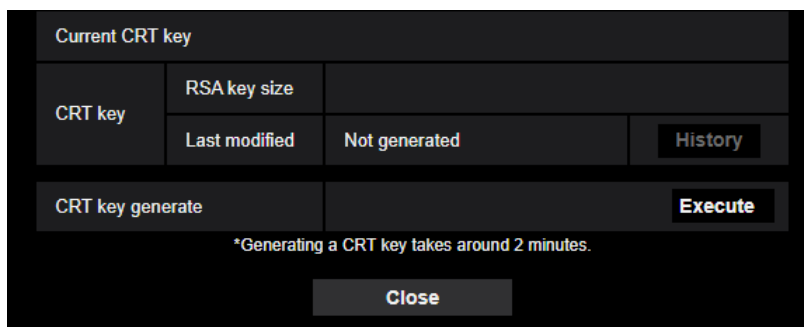 Current CRT key
CRT key
RSA key size
Last modified
Not generated
History
CRT key generate
Execute
*Generating a CRT key takes around 2 minutes.
Close